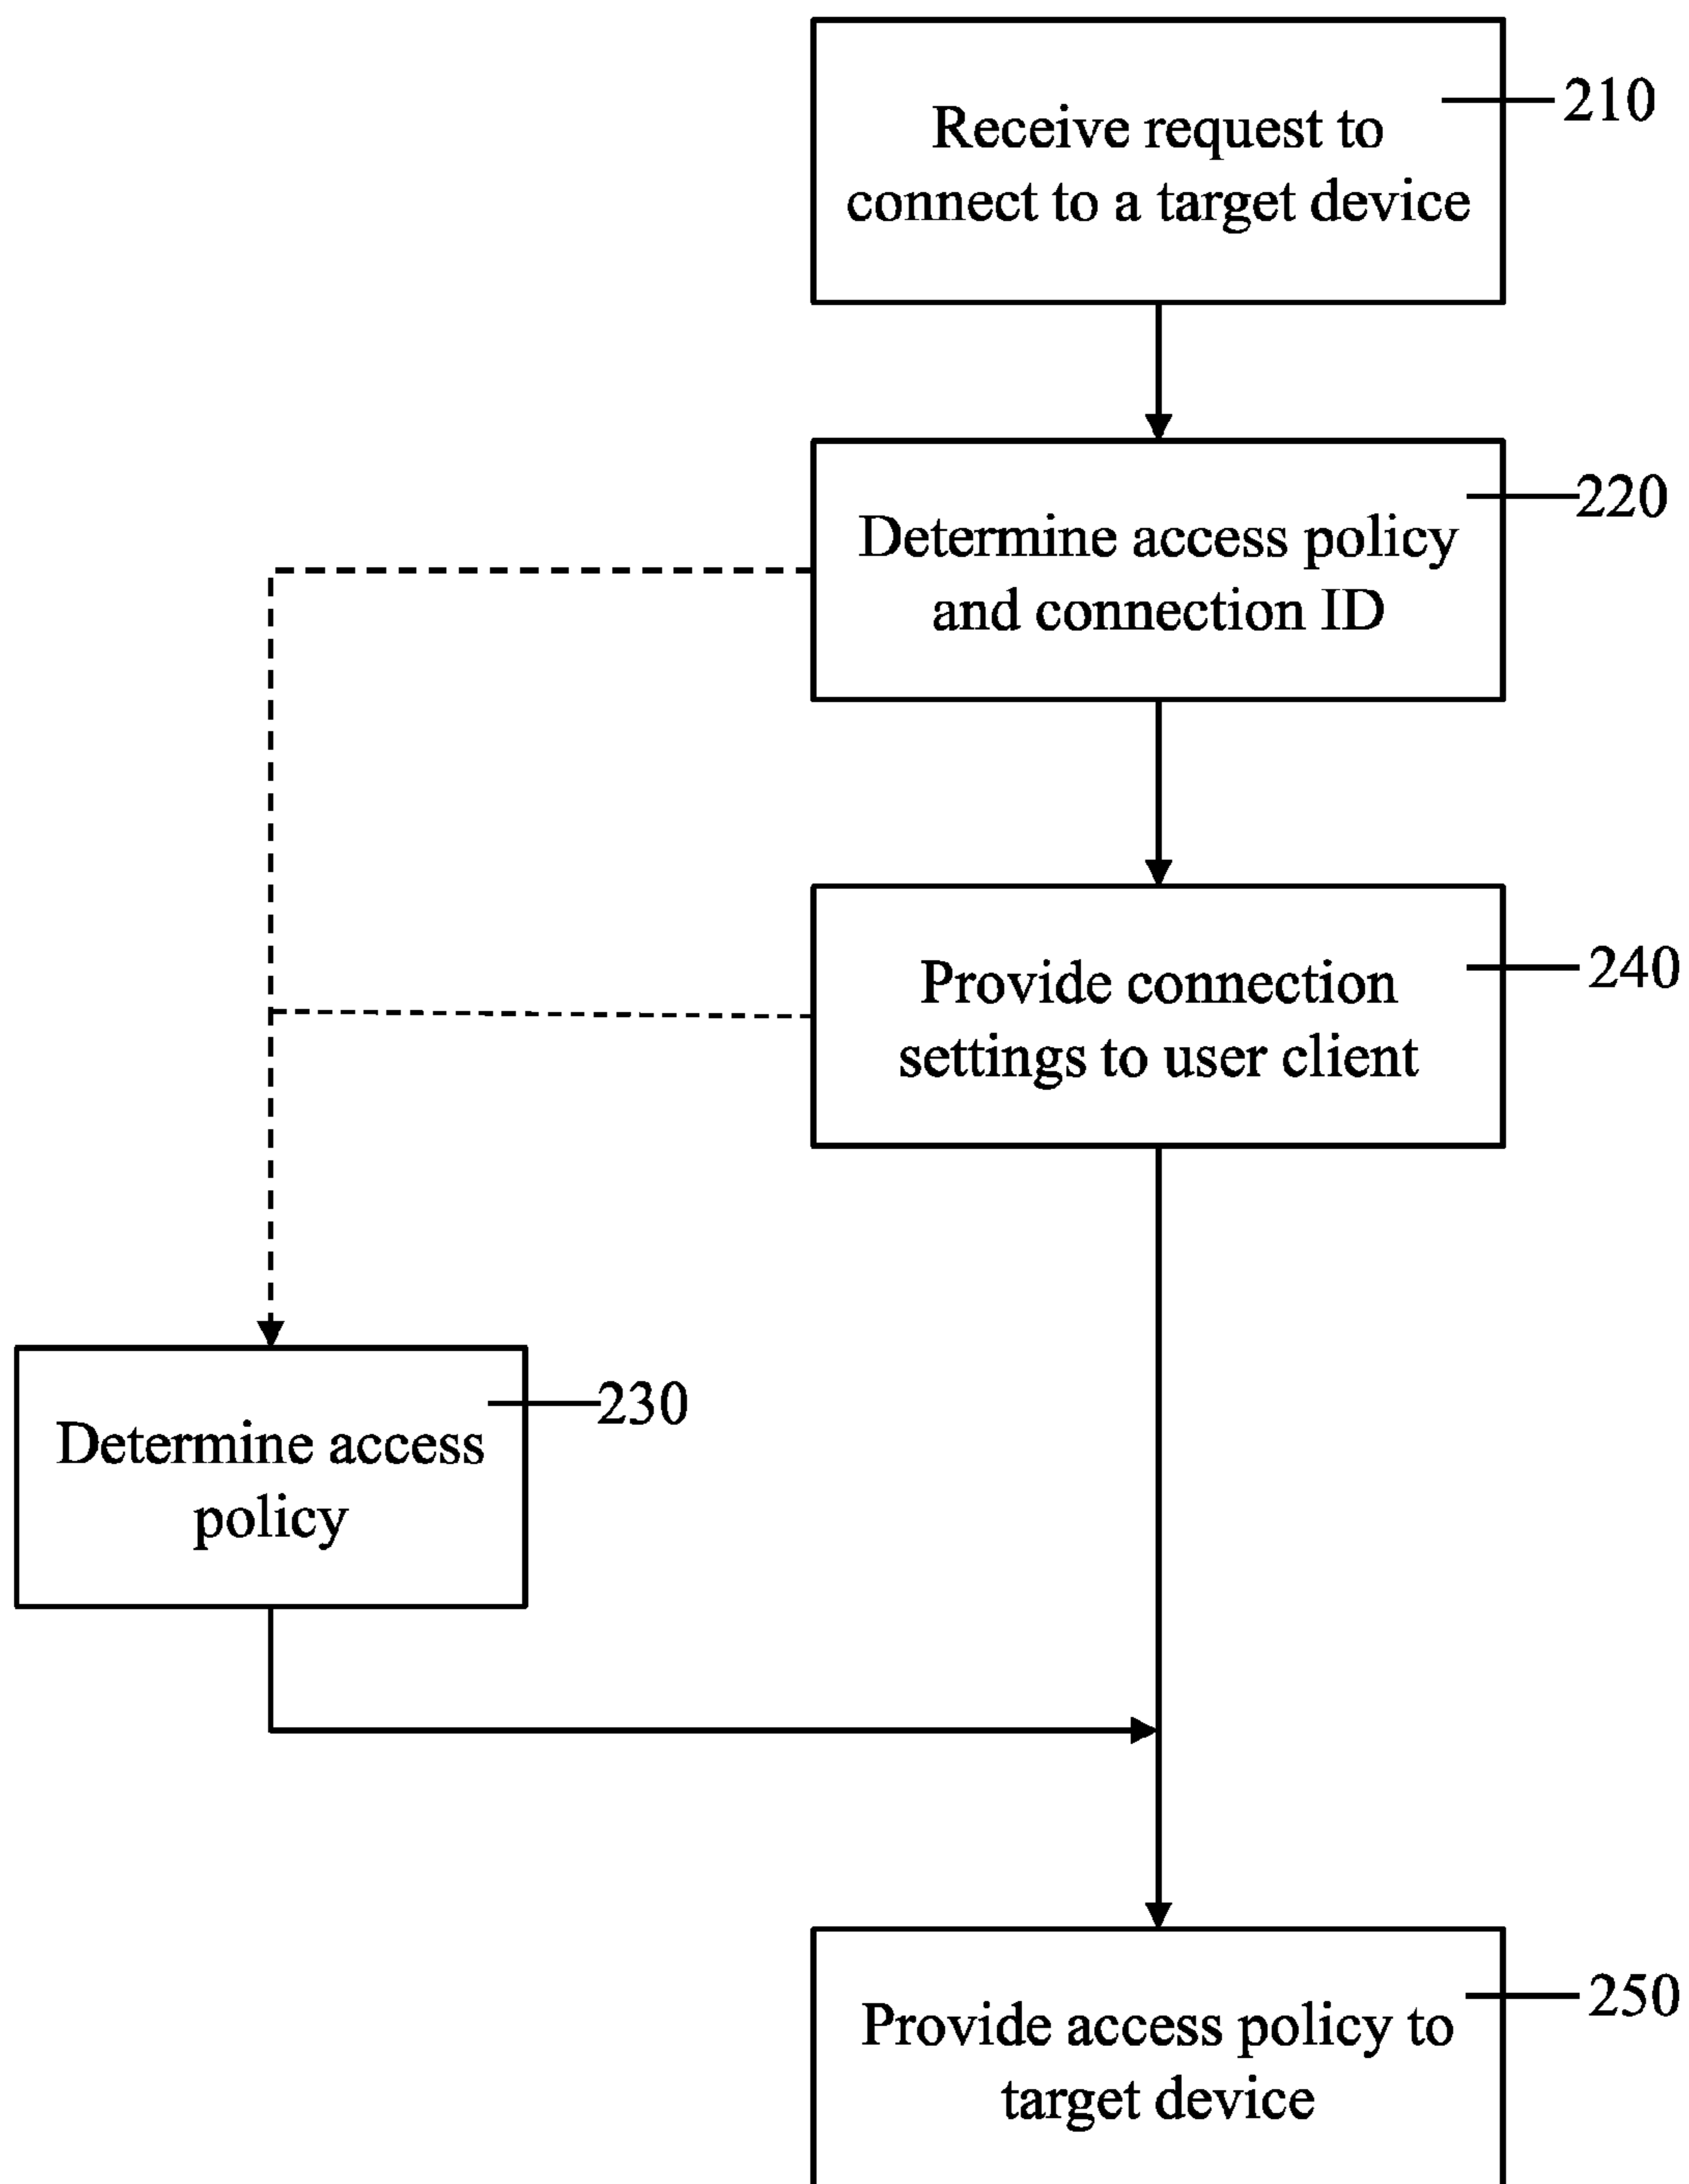 Receive request to
connect to a target device
210
Determine access policy
and connection ID
220
Provide connection
settings to user client
240
Determine access
policy
230
Provide access policy to
target device
250